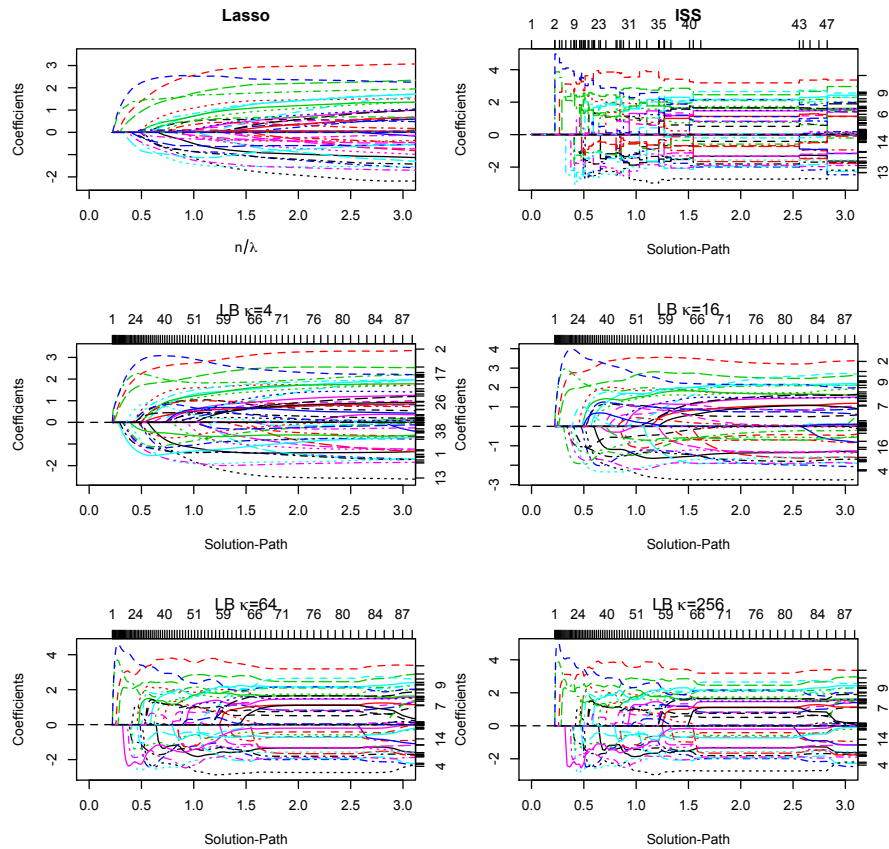 Lasso
Coefficients
3
2
1
0
-2
0.0 0.5 1.0 1.5 2.0 2.5 3.0
n/λ
ISS
1 2 9 23 31 35 40 43 47
Coefficients
4
2
0
-2
9
6
14
13
0.0 0.5 1.0 1.5 2.0 2.5 3.0
Solution-Path
LB κ=4
1 24 40 51 59 66 71 76 80 84 87
Coefficients
3
2
1
0
-2
2
17
26
38
1
13
0.0 0.5 1.0 1.5 2.0 2.5 3.0
Solution-Path
LB κ=16
1 24 40 51 59 66 71 76 80 84 87
Coefficients
4
3
2
1
0
-1
-3
2
9
7
16
4
0.0 0.5 1.0 1.5 2.0 2.5 3.0
Solution-Path
LB κ=64
1 24 40 51 59 66 71 76 80 84 87
Coefficients
4
2
0
-2
9
7
14
4
0.0 0.5 1.0 1.5 2.0 2.5 3.0
Solution-Path
LB κ=256
1 24 40 51 59 66 71 76 80 84 87
Coefficients
4
2
0
-2
9
7
14
4
0.0 0.5 1.0 1.5 2.0 2.5 3.0
Solution-Path